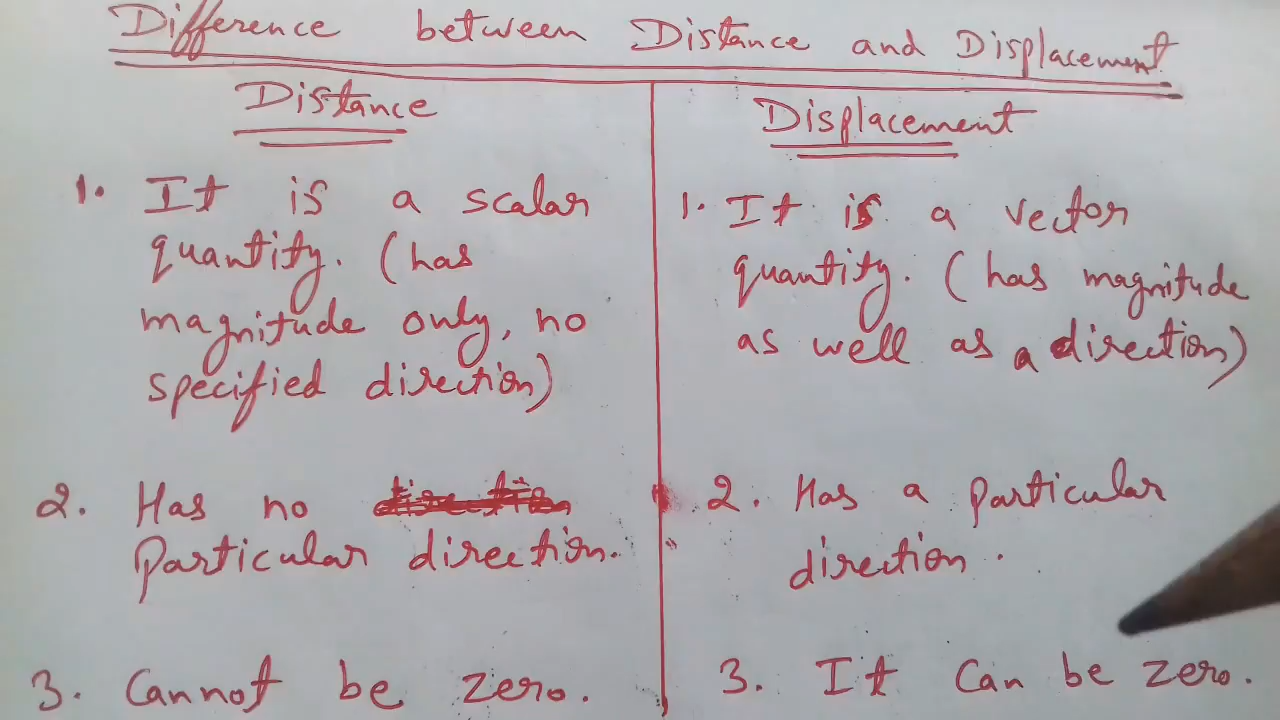 Difference between Distance and Displacement
Distance
1. It is a scalar
quantity. (has
magnitude only, no
specified direction)
2. Has no direction
particular direction.
3. Cannot be zero.
Displacement
1. It is a vector
quantity. (has magnitude
as well as a direction)
2. Has a particular
direction.
3. It can be zero.